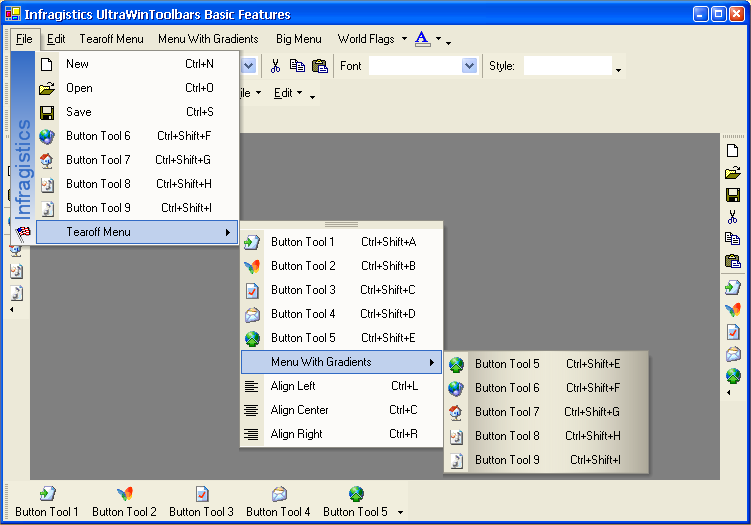 Infragistics UltraWinToolbars Basic Features
File Edit Tearoff Menu Menu With Gradients Big Menu World Flags A
Font Style:
Edit
Infragistics
New Ctrl+N
Open Ctrl+O
Save Ctrl+S
Button Tool 6 Ctrl+Shift+F
Button Tool 7 Ctrl+Shift+G
Button Tool 8 Ctrl+Shift+H
Button Tool 9 Ctrl+Shift+I
Tearoff Menu
Button Tool 1 Ctrl+Shift+A
Button Tool 2 Ctrl+Shift+B
Button Tool 3 Ctrl+Shift+C
Button Tool 4 Ctrl+Shift+D
Button Tool 5 Ctrl+Shift+E
Menu With Gradients
Align Left Ctrl+L
Align Center Ctrl+C
Align Right Ctrl+R
Button Tool 5 Ctrl+Shift+E
Button Tool 6 Ctrl+Shift+F
Button Tool 7 Ctrl+Shift+G
Button Tool 8 Ctrl+Shift+H
Button Tool 9 Ctrl+Shift+I
Button Tool 1 Button Tool 2 Button Tool 3 Button Tool 4 Button Tool 5